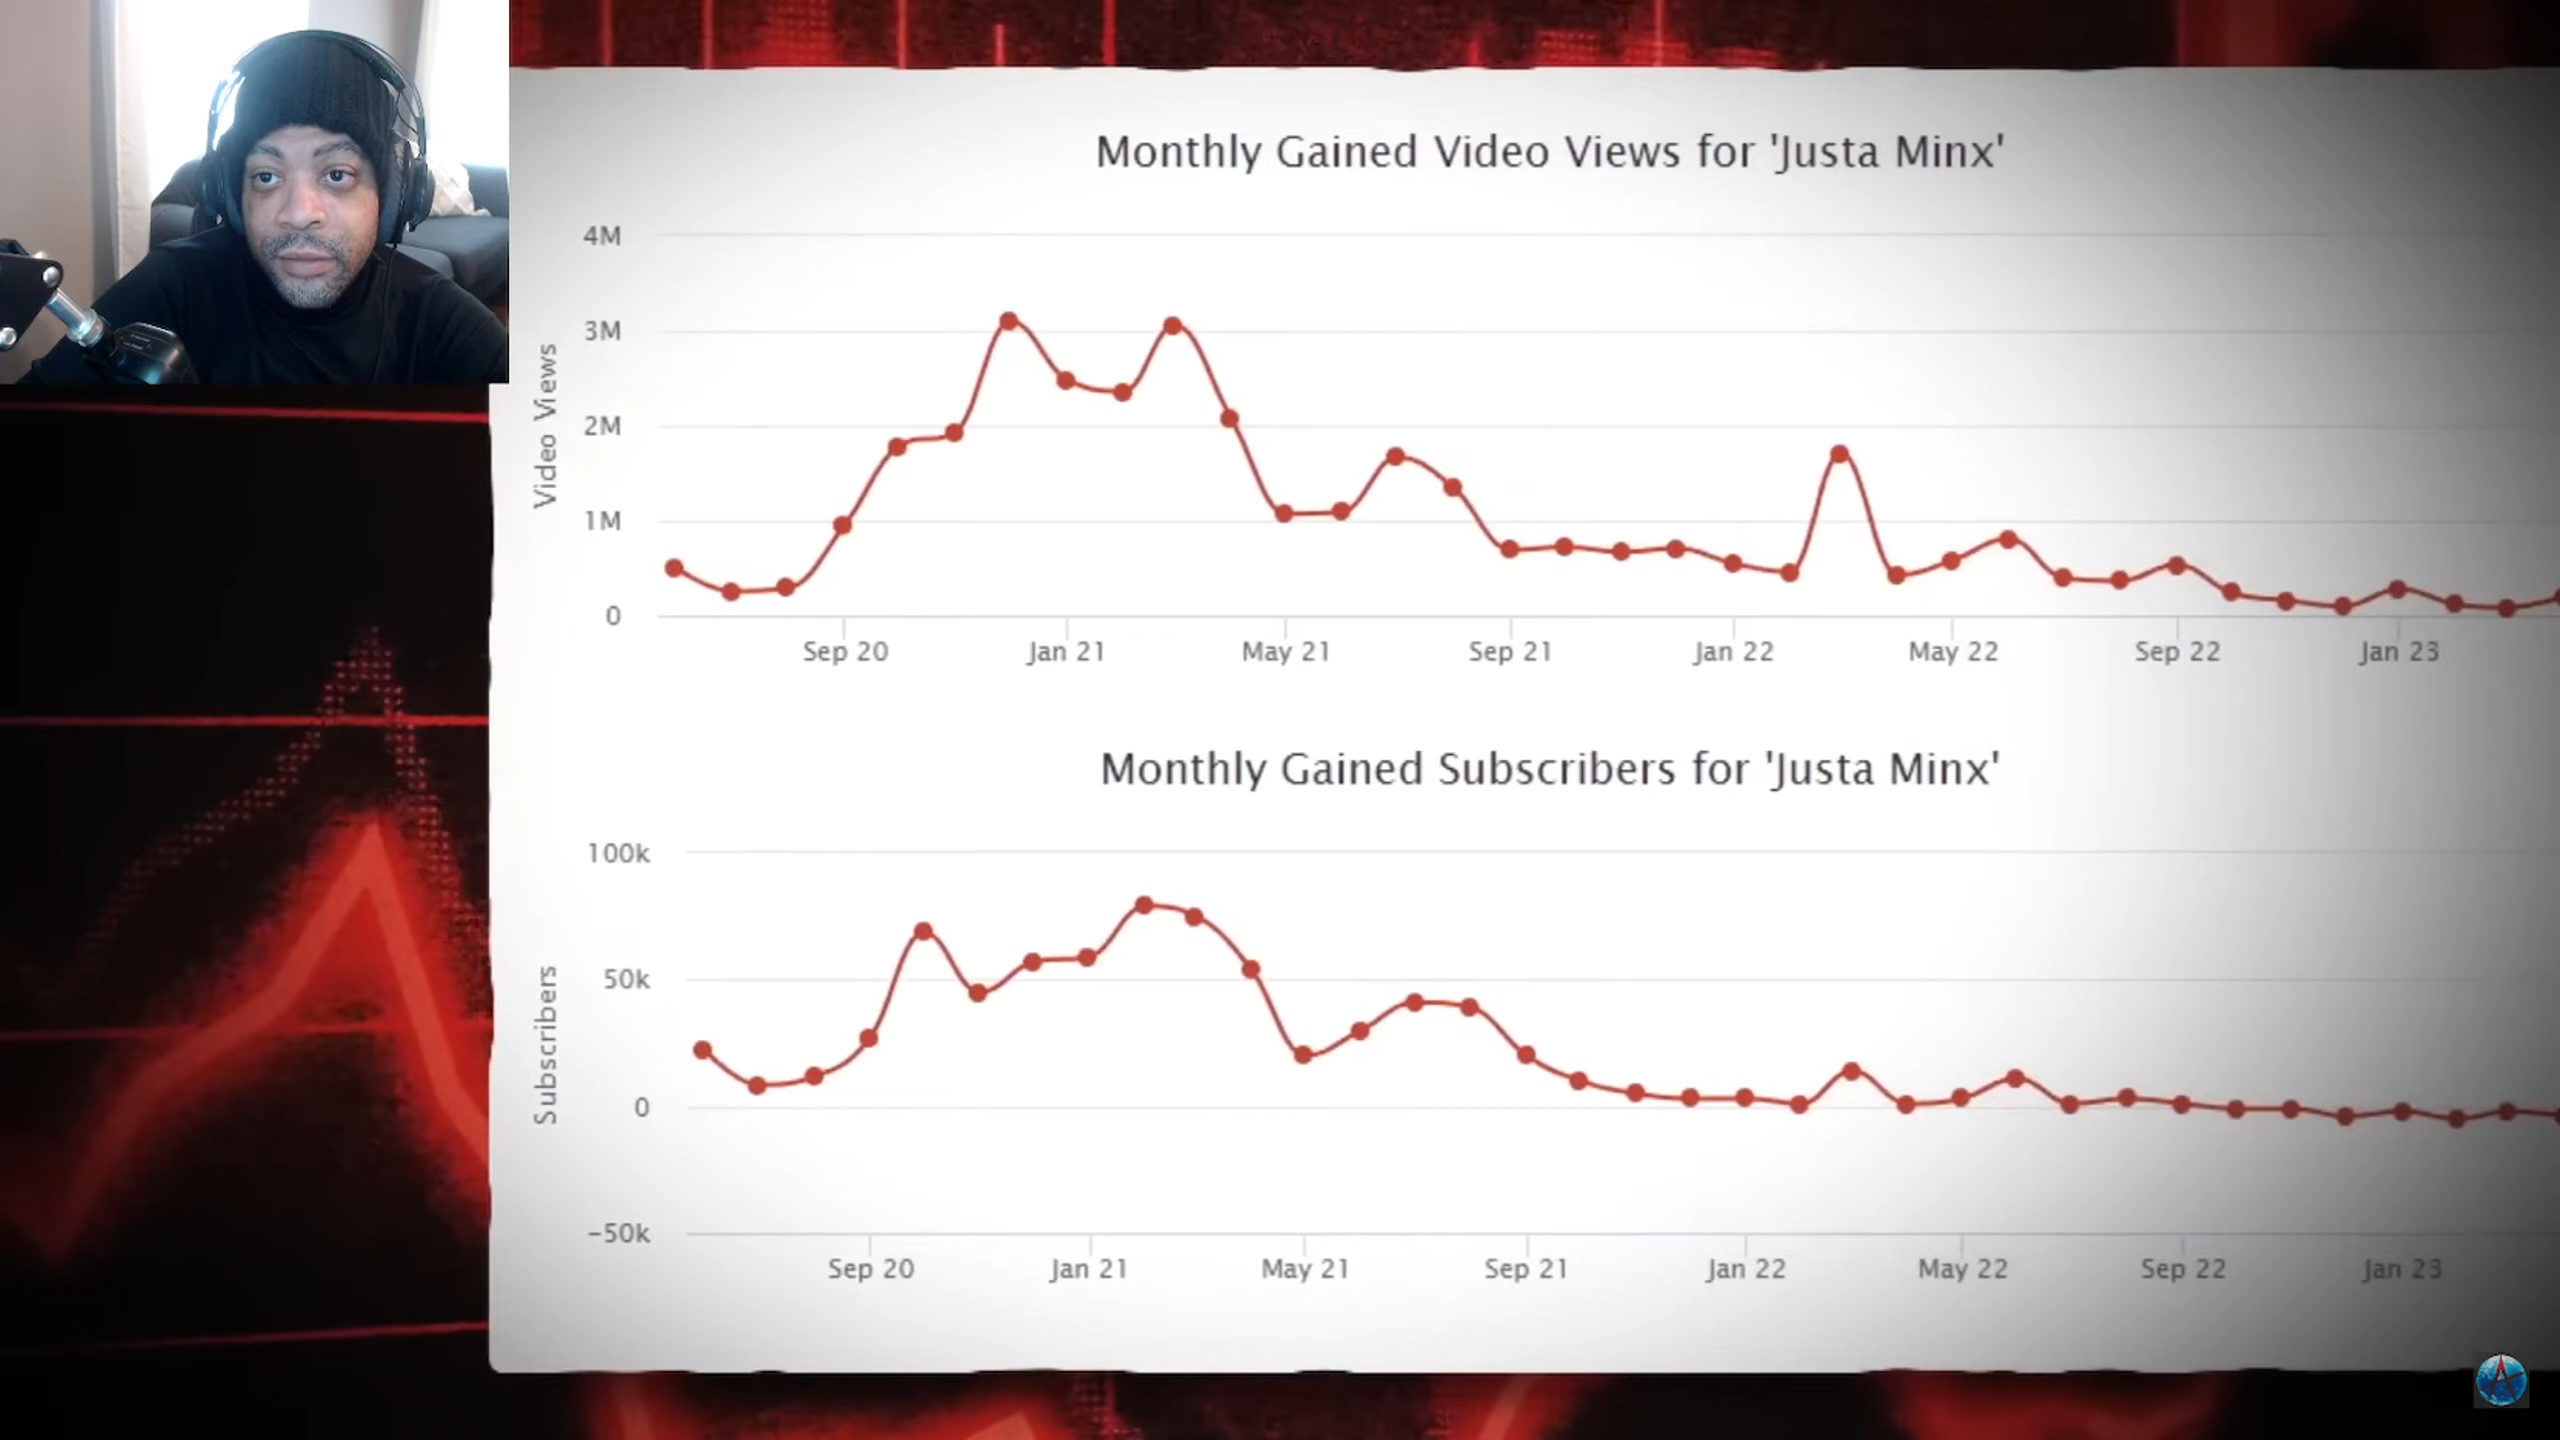 Monthly Gained Video Views for 'Justa Minx'
4M
3M
2M
1M
0
Video Views
Sep 20
Jan 21
May 21
Sep 21
Jan 22
May 22
Sep 22
Jan 23
Monthly Gained Subscribers for 'Justa Minx'
100k
50k
0
-50k
Subscribers
Sep 20
Jan 21
May 21
Sep 21
Jan 22
May 22
Sep 22
Jan 23